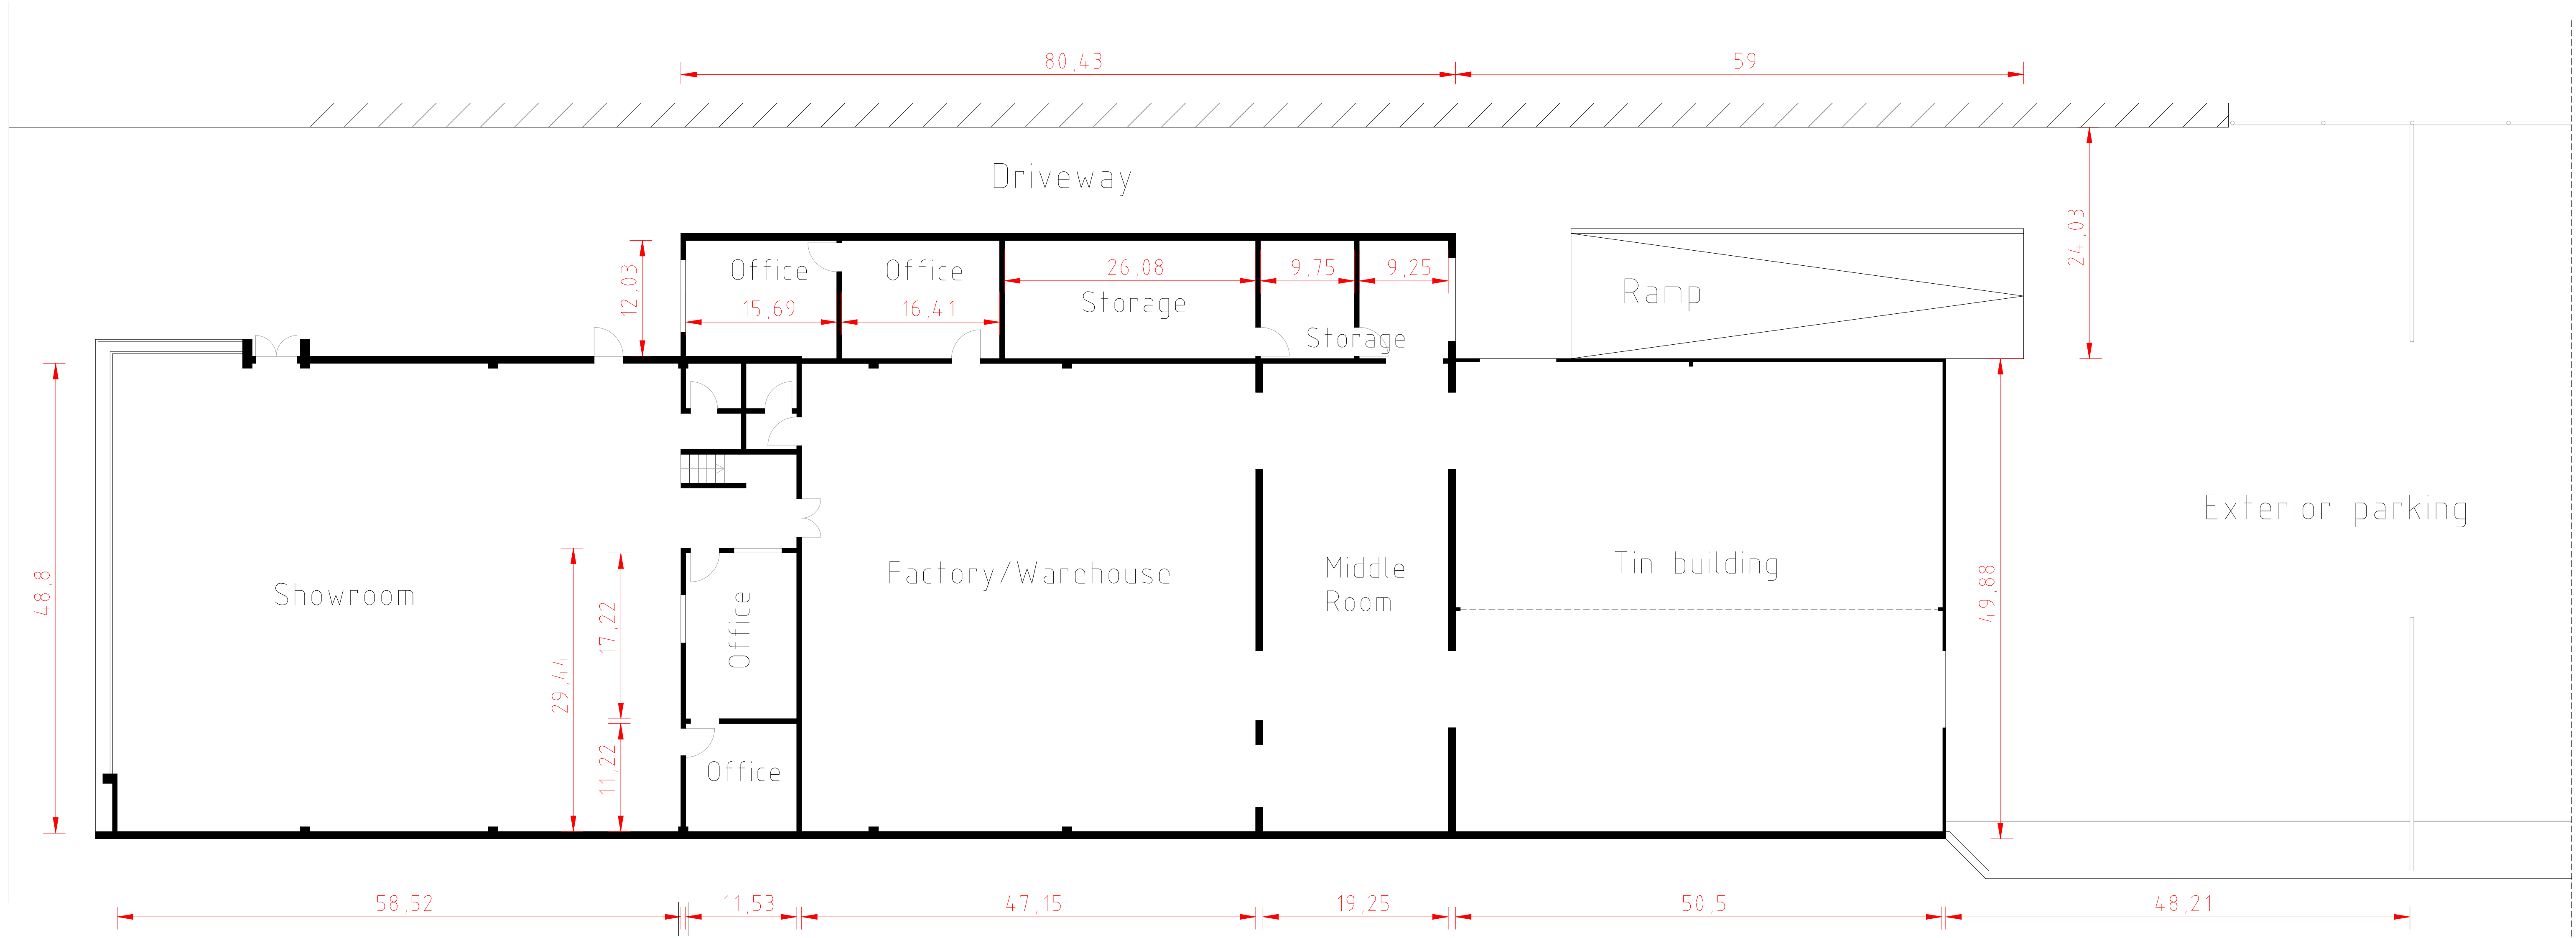 80,43
59
Driveway
24,03
12,03
Office
Office
26,08
9,75
9,25
15,69
16,41
Storage
Storage
Ramp
48,8
Showroom
29,44
17,22
11,22
Office
Office
Factory/Warehouse
Middle
Room
Tin-building
49,88
Exterior parking
58,52
11,53
47,15
19,25
50,5
48,21